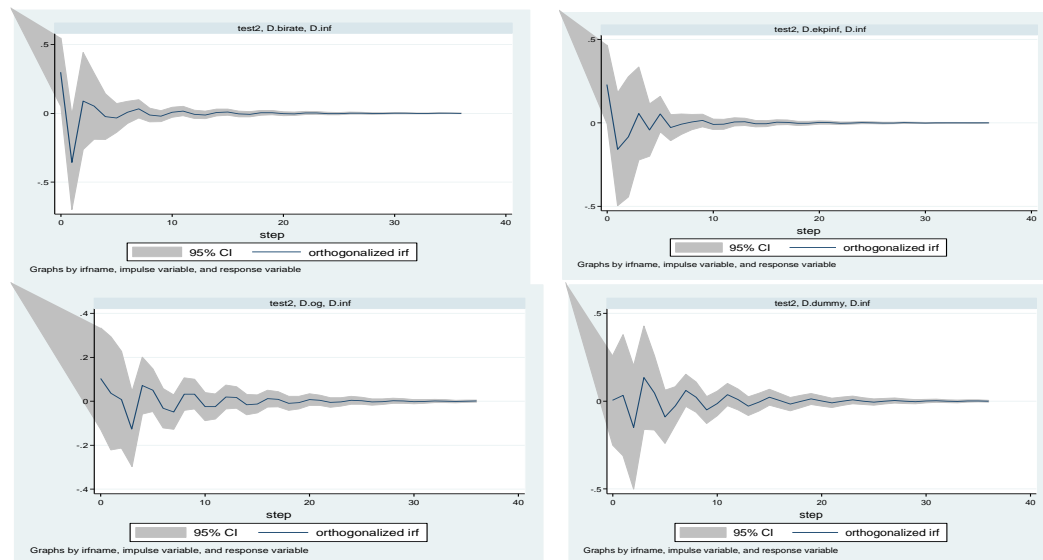 test2, D.birate, D.inf
.5
0
-.5
0 10 20 30 40
step
95% CI orthogonalized irf
Graphs by irfname, impulse variable, and response variable
test2, D.ekpinf, D.inf
.5
0
-.5
0 10 20 30 40
step
95% CI orthogonalized irf
Graphs by irfname, impulse variable, and response variable
test2, D.og, D.inf
.4
.2
0
-.2
-.4
0 10 20 30 40
step
95% CI orthogonalized irf
Graphs by irfname, impulse variable, and response variable
test2, D.dummy, D.inf
.5
0
-.5
0 10 20 30 40
step
95% CI orthogonalized irf
Graphs by irfname, impulse variable, and response variable